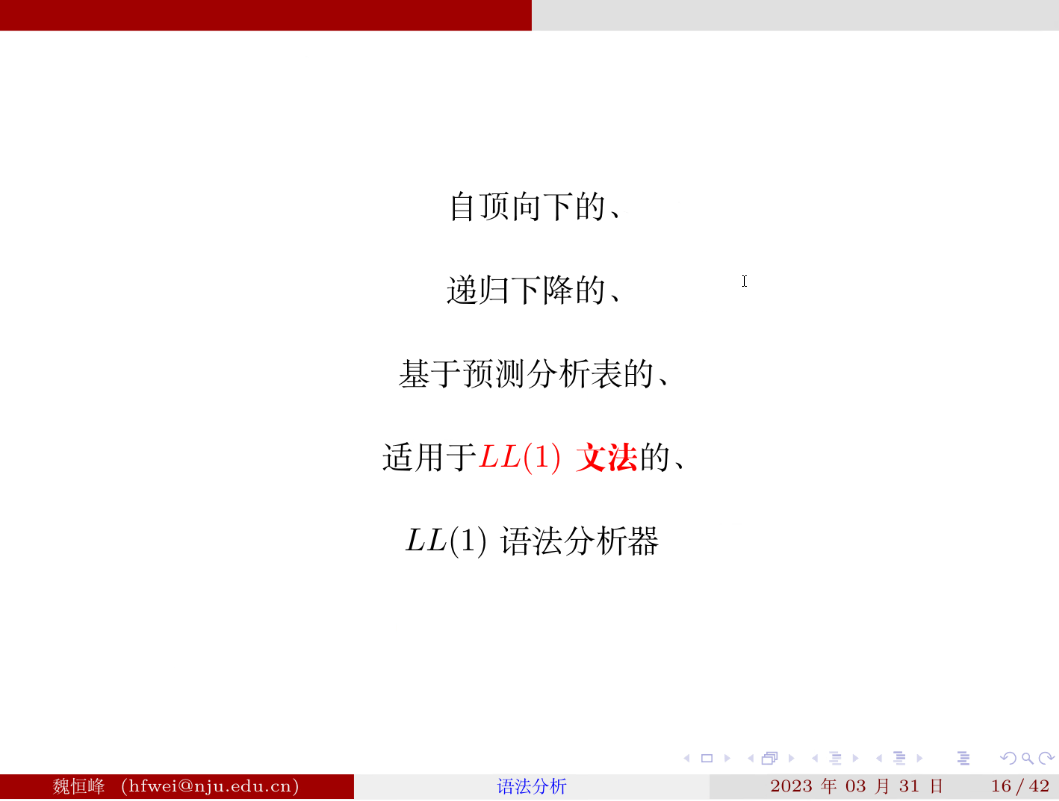 自顶向下的、
递归下降的、
基于预测分析表的、
适用于LL(1) 文法的、
LL(1) 语法分析器
魏恒峰 (hfwei@nju.edu.cn) 语法分析 2023 年 03 月 31 日 16 / 42